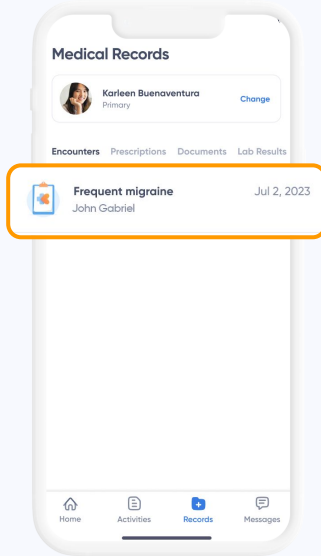 Medical Records
Karleen Buenaventura
Primary
Change
Encounters Prescriptions Documents Lab Results
Frequent migraine Jul 2, 2023
John Gabriel
Home Activities Records Messages